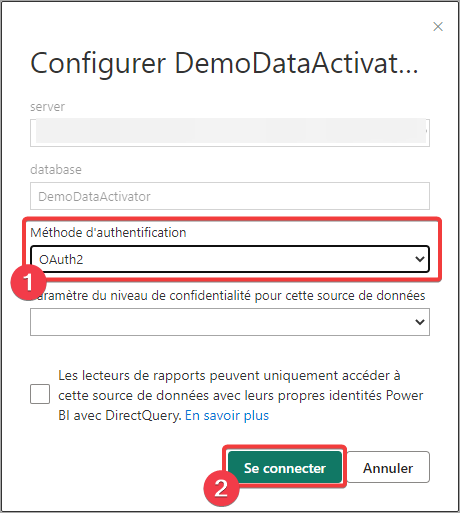 ×
Configurer DemoDataActivat...
server
database
DemoDataActivator
Méthode d'authentification
OAuth2
1
Paramètre du niveau de confidentialité pour cette source de données
Les lecteurs de rapports peuvent uniquement accéder à
cette source de données avec leurs propres identités Power
BI avec DirectQuery. En savoir plus
Se connecter
Annuler
2